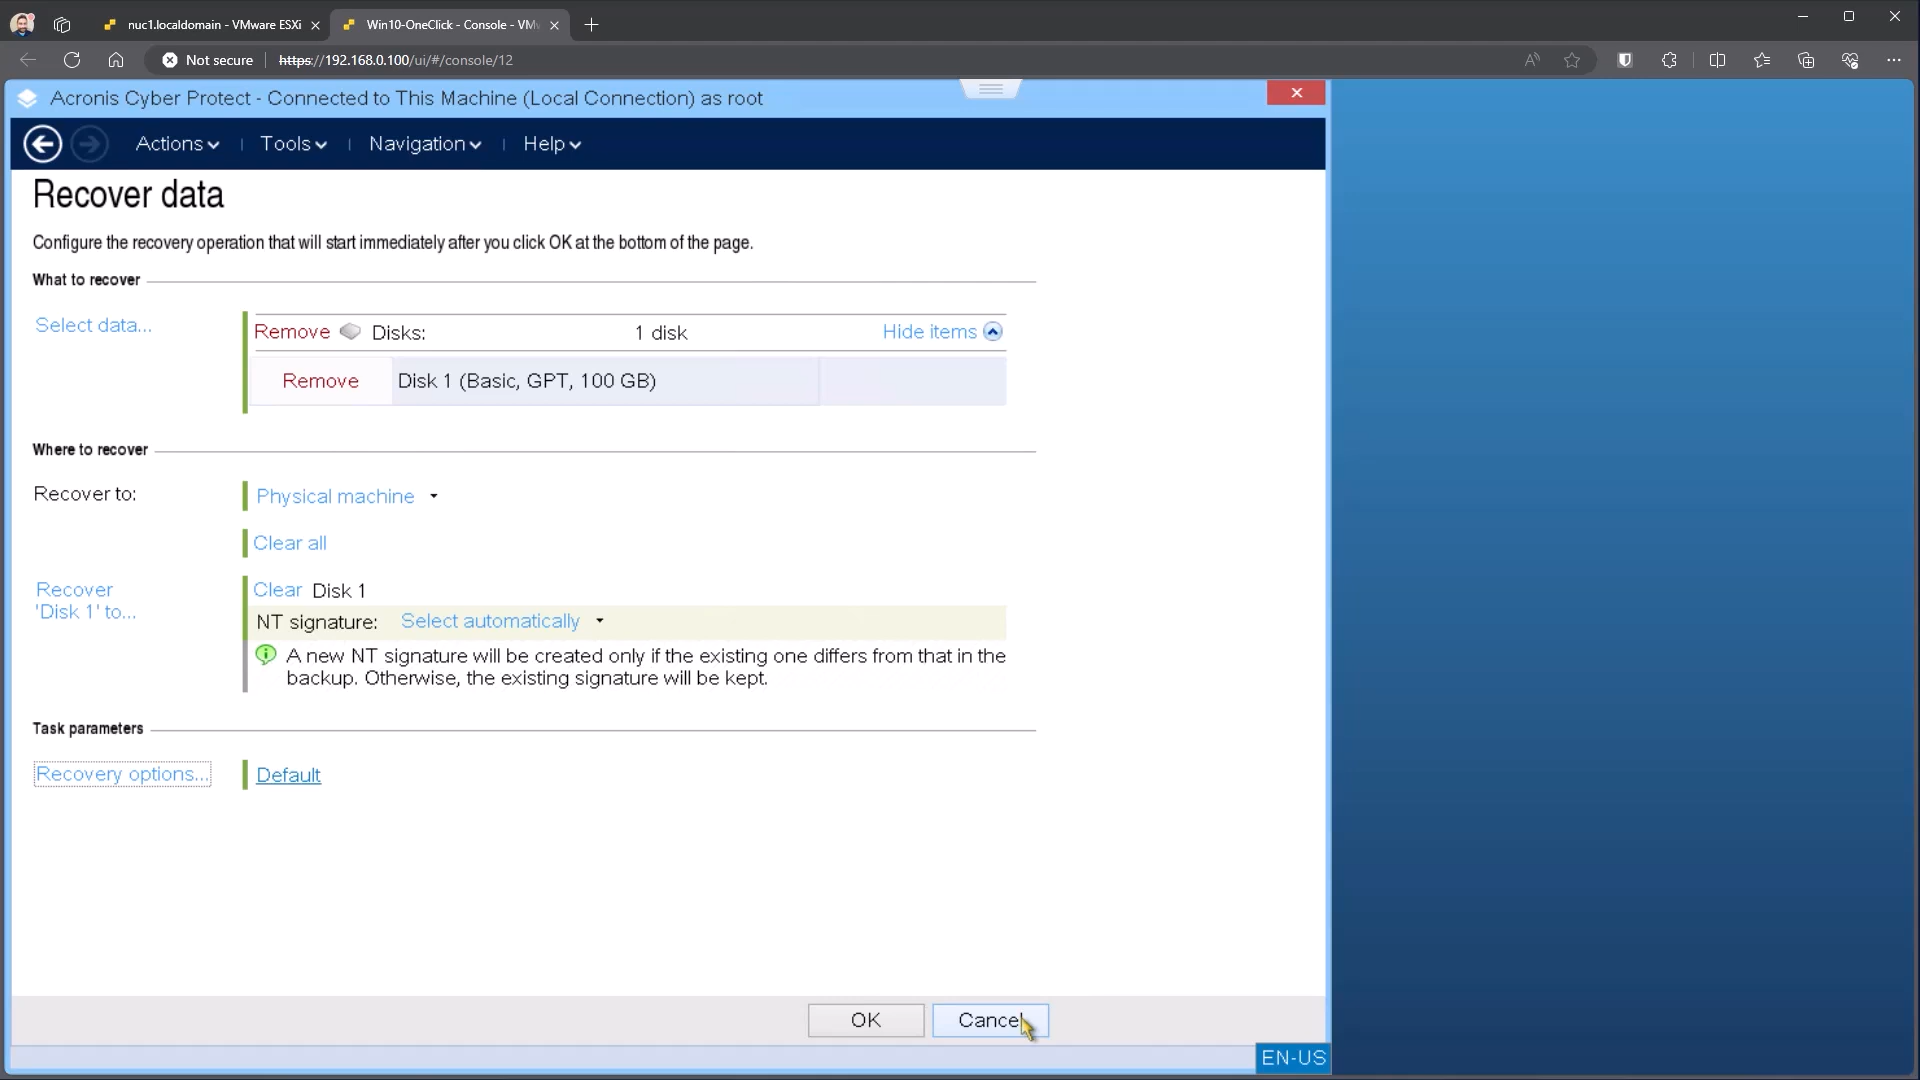 nuc1.localdomain - VMware ESXi
Win10-OneClick - Console - VM
Not secure
https://192.168.0.100/ui/#/console/12
Acronis Cyber Protect - Connected to This Machine (Local Connection) as root
Actions
Tools
Navigation
Help
Recover data
Configure the recovery operation that will start immediately after you click OK at the bottom of the page.
What to recover
Select data...
Remove Disks: 1 disk Hide items
Remove Disk 1 (Basic, GPT, 100 GB)
Where to recover
Recover to: Physical machine
Clear all
Recover
'Disk 1' to...
Clear Disk 1
NT signature: Select automatically
A new NT signature will be created only if the existing one differs from that in the
backup. Otherwise, the existing signature will be kept.
Task parameters
Recovery options... Default
OK
Cancel
EN-US